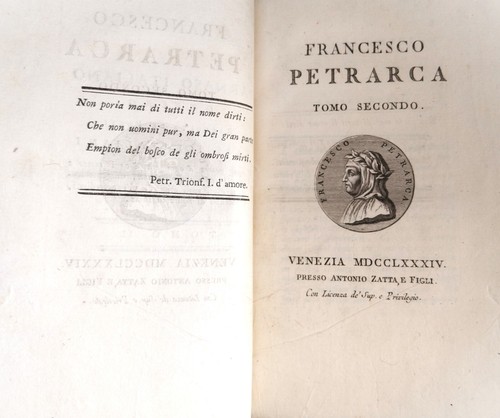 Non poria mai di tutti il nome dirti:
Che non uomini pur, ma Dei gran parte
Empion del boſco de gli ombroſi mirti.
Petr. Trionf. I. d'amore.
FRANCESCO
PETRARCA
TOMO SECONDO.
FRANCESCO PETRARCA
VENEZIA MDCCLXXXIV.
PRESSO ANTONIO ZATTA, E FIGLI.
Con Licenza de' Sup. e Privilegio.